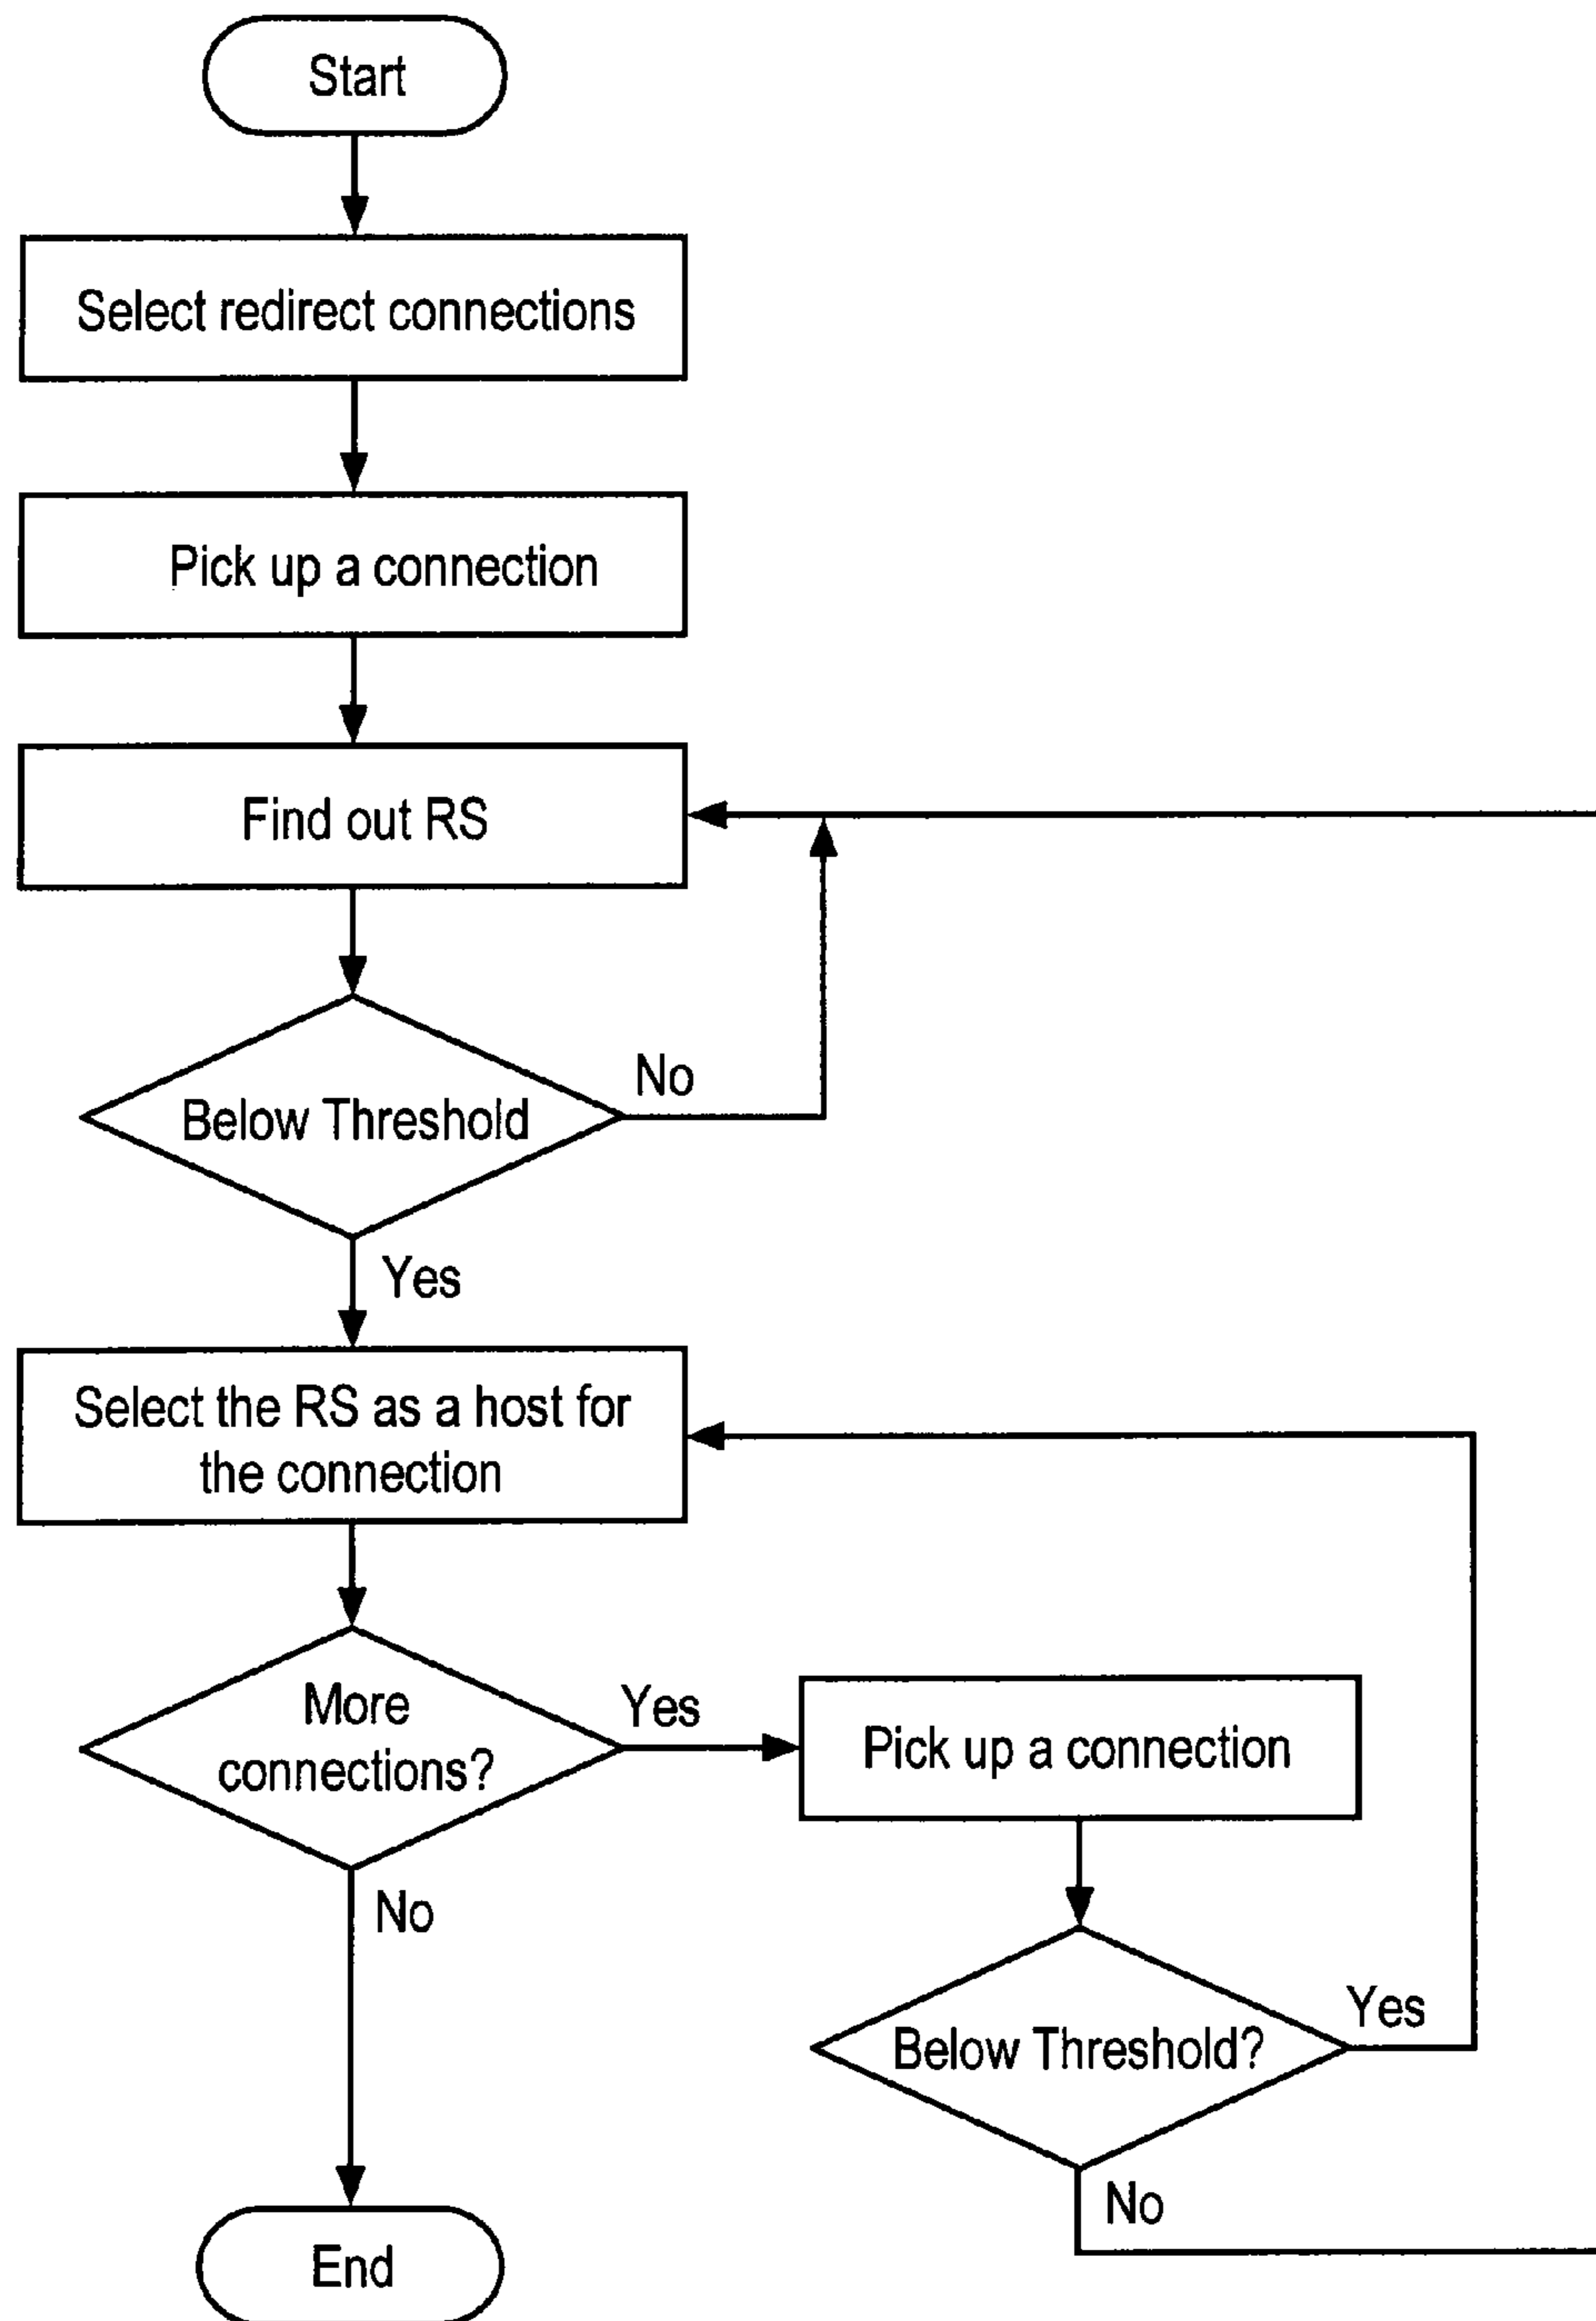 Start
Select redirect connections
Pick up a connection
Find out RS
Below Threshold
No
Yes
Select the RS as a host for
the connection
More
connections?
Yes
Pick up a connection
No
Below Threshold?
Yes
No
End